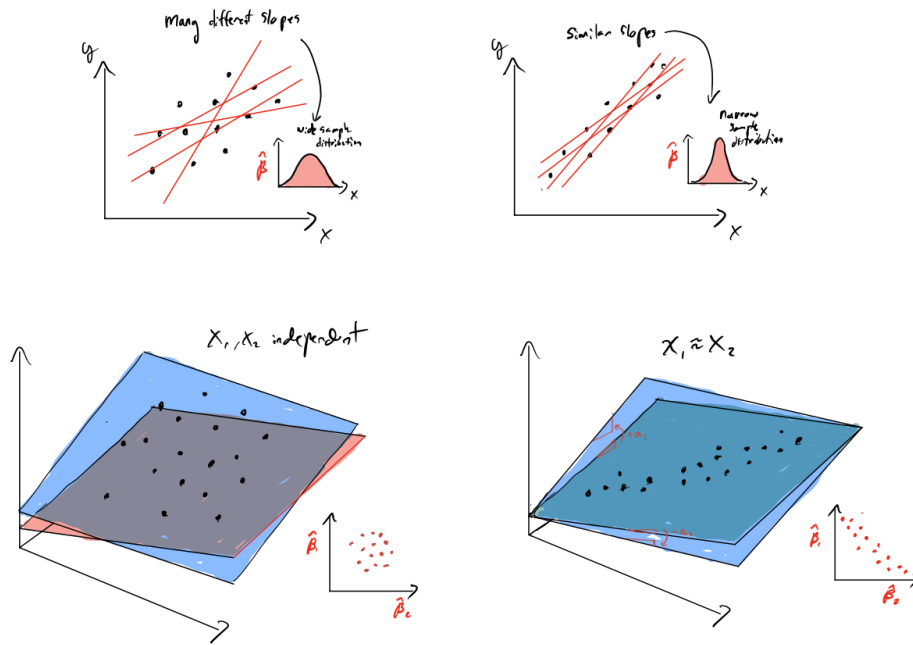 Many different slopes
y
wide sample
distribution
β̂
x
x
Similar slopes
y
narrow
sample
distribution
β̂
x
x
X₁, X₂ independent
β̂₁
β̂₂
x₁ ≈ x₂
β̂₁
β̂₂